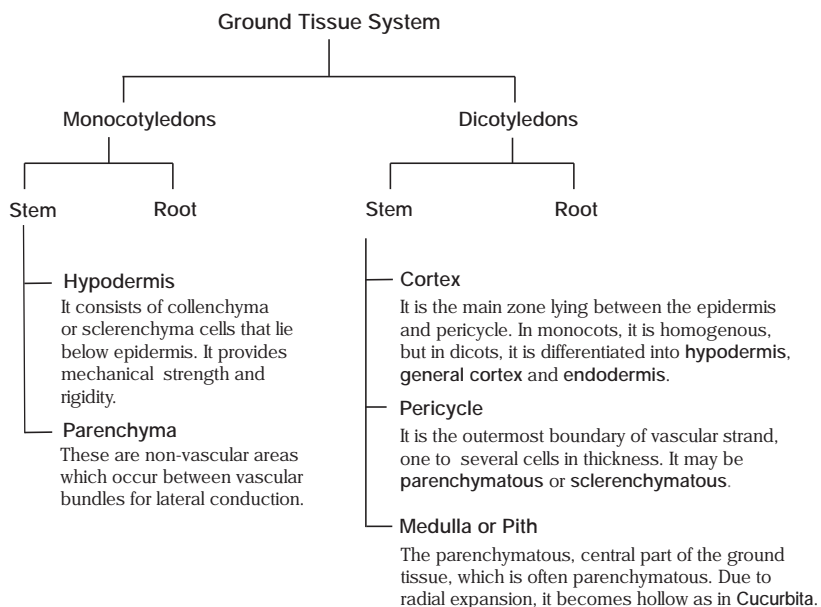 Ground Tissue System
Monocotyledons
Dicotyledons
Stem
Root
Stem
Root
Hypodermis
It consists of collenchyma
or sclerenchyma cells that lie
below epidermis. It provides
mechanical strength and
rigidity.
Parenchyma
These are non-vascular areas
which occur between vascular
bundles for lateral conduction.
Cortex
It is the main zone lying between the epidermis
and pericycle. In monocots, it is homogenous,
but in dicots, it is differentiated into hypodermis,
general cortex and endodermis.
Pericycle
It is the outermost boundary of vascular strand,
one to several cells in thickness. It may be
parenchymatous or sclerenchymatous.
Medulla or Pith
The parenchymatous, central part of the ground
tissue, which is often parenchymatous. Due to
radial expansion, it becomes hollow as in Cucurbita.